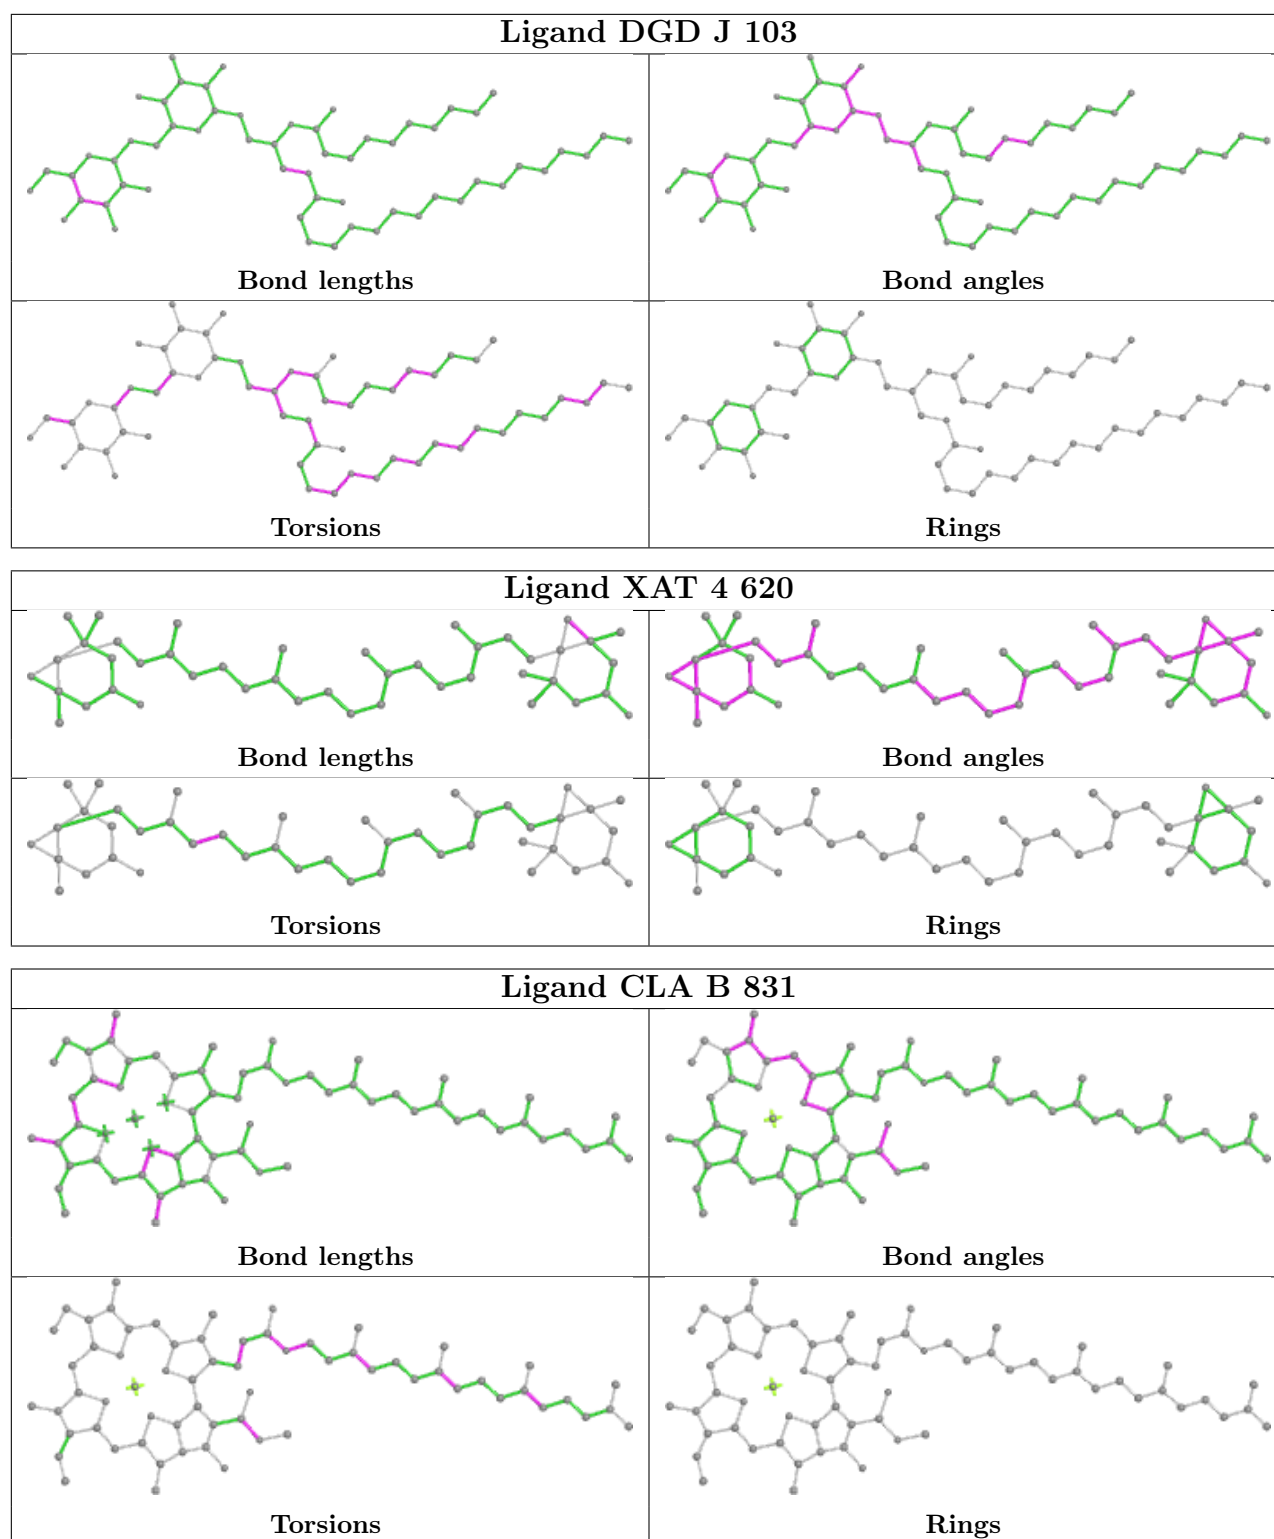 Ligand DGD J 103
Bond lengths
Bond angles
Torsions
Rings
Ligand XAT 4 620
Bond lengths
Bond angles
Torsions
Rings
Ligand CLA B 831
Bond lengths
Bond angles
Torsions
Rings